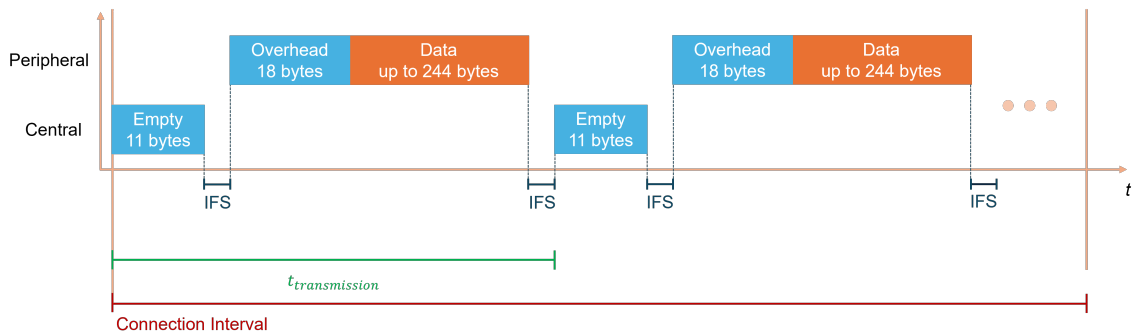 Peripheral
Overhead
18 bytes
Data
up to 244 bytes
Overhead
18 bytes
Data
up to 244 bytes
Central
Empty
11 bytes
Empty
11 bytes
IFS
IFS
IFS
IFS
t
t_transmission
Connection Interval